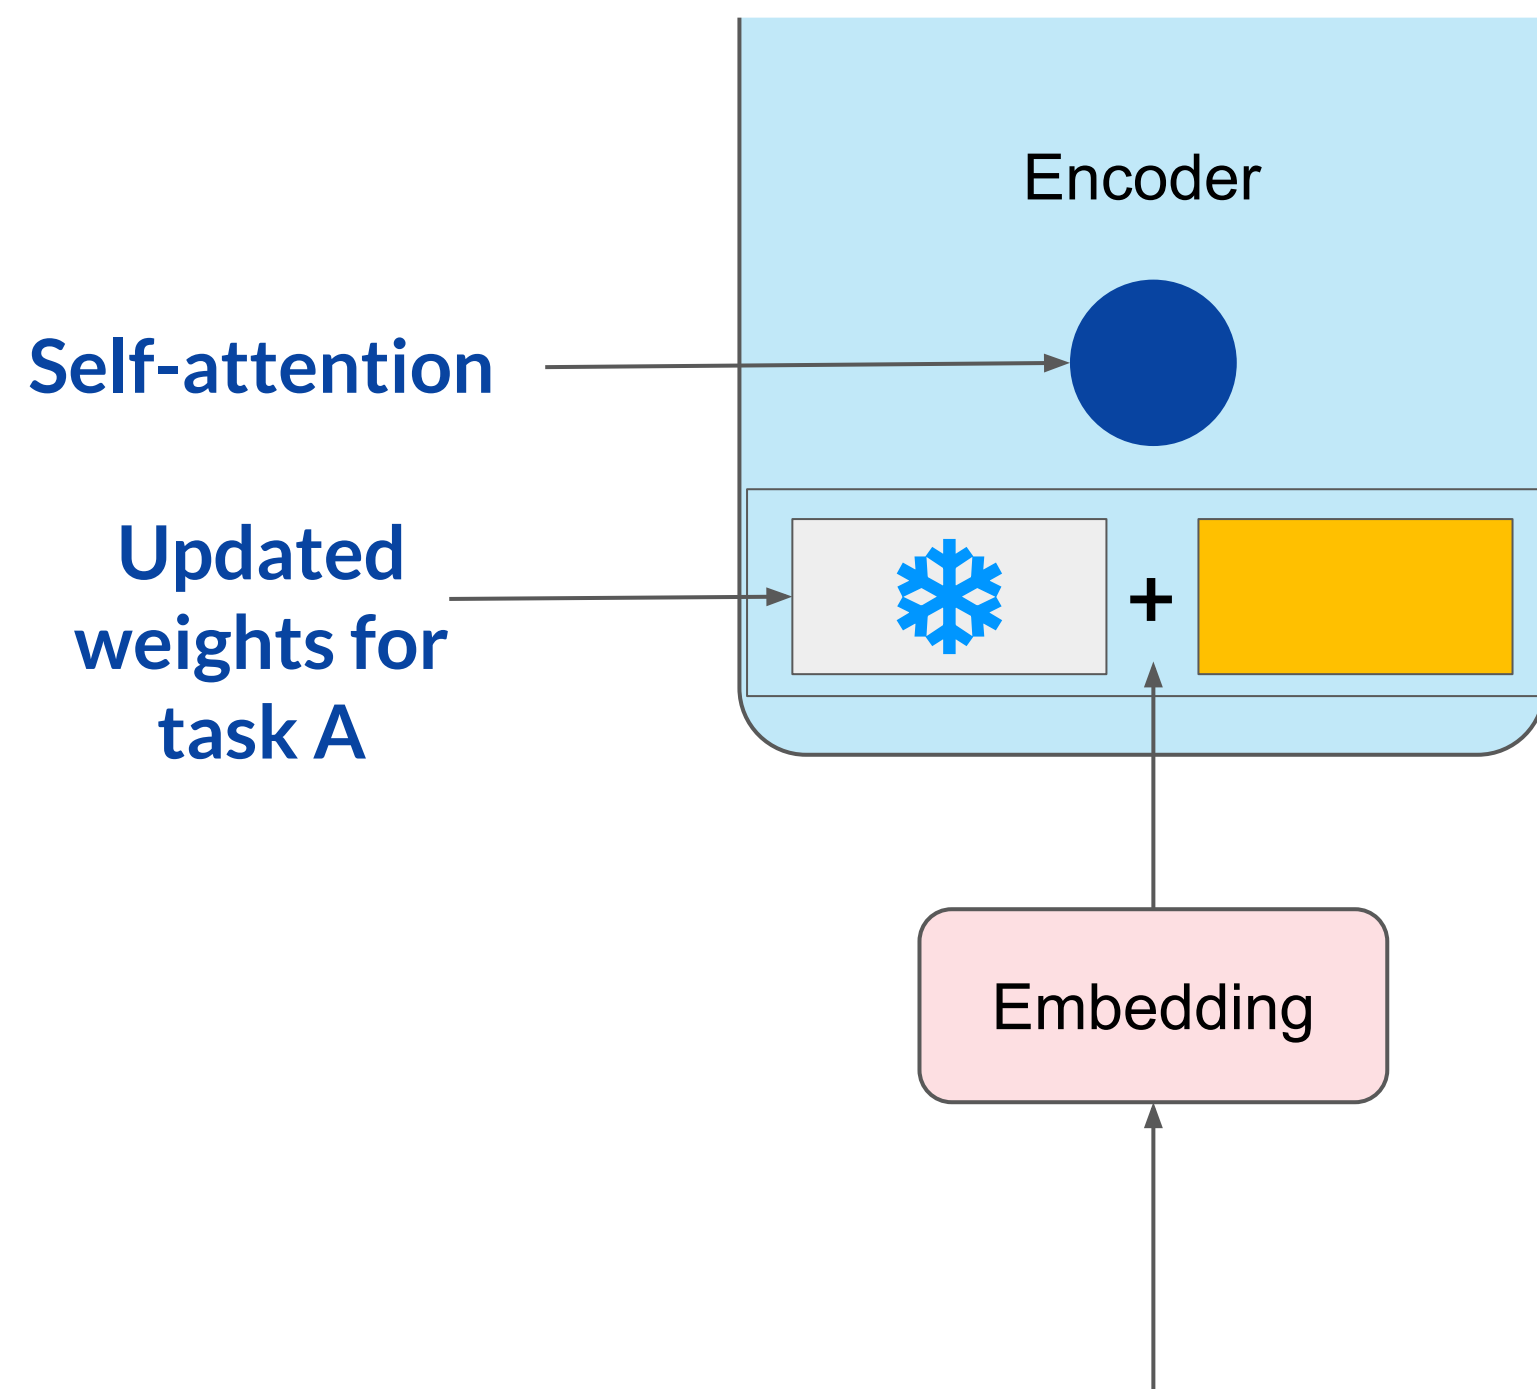 Encoder
Self-attention
Updated
weights for
task A
+
Embedding